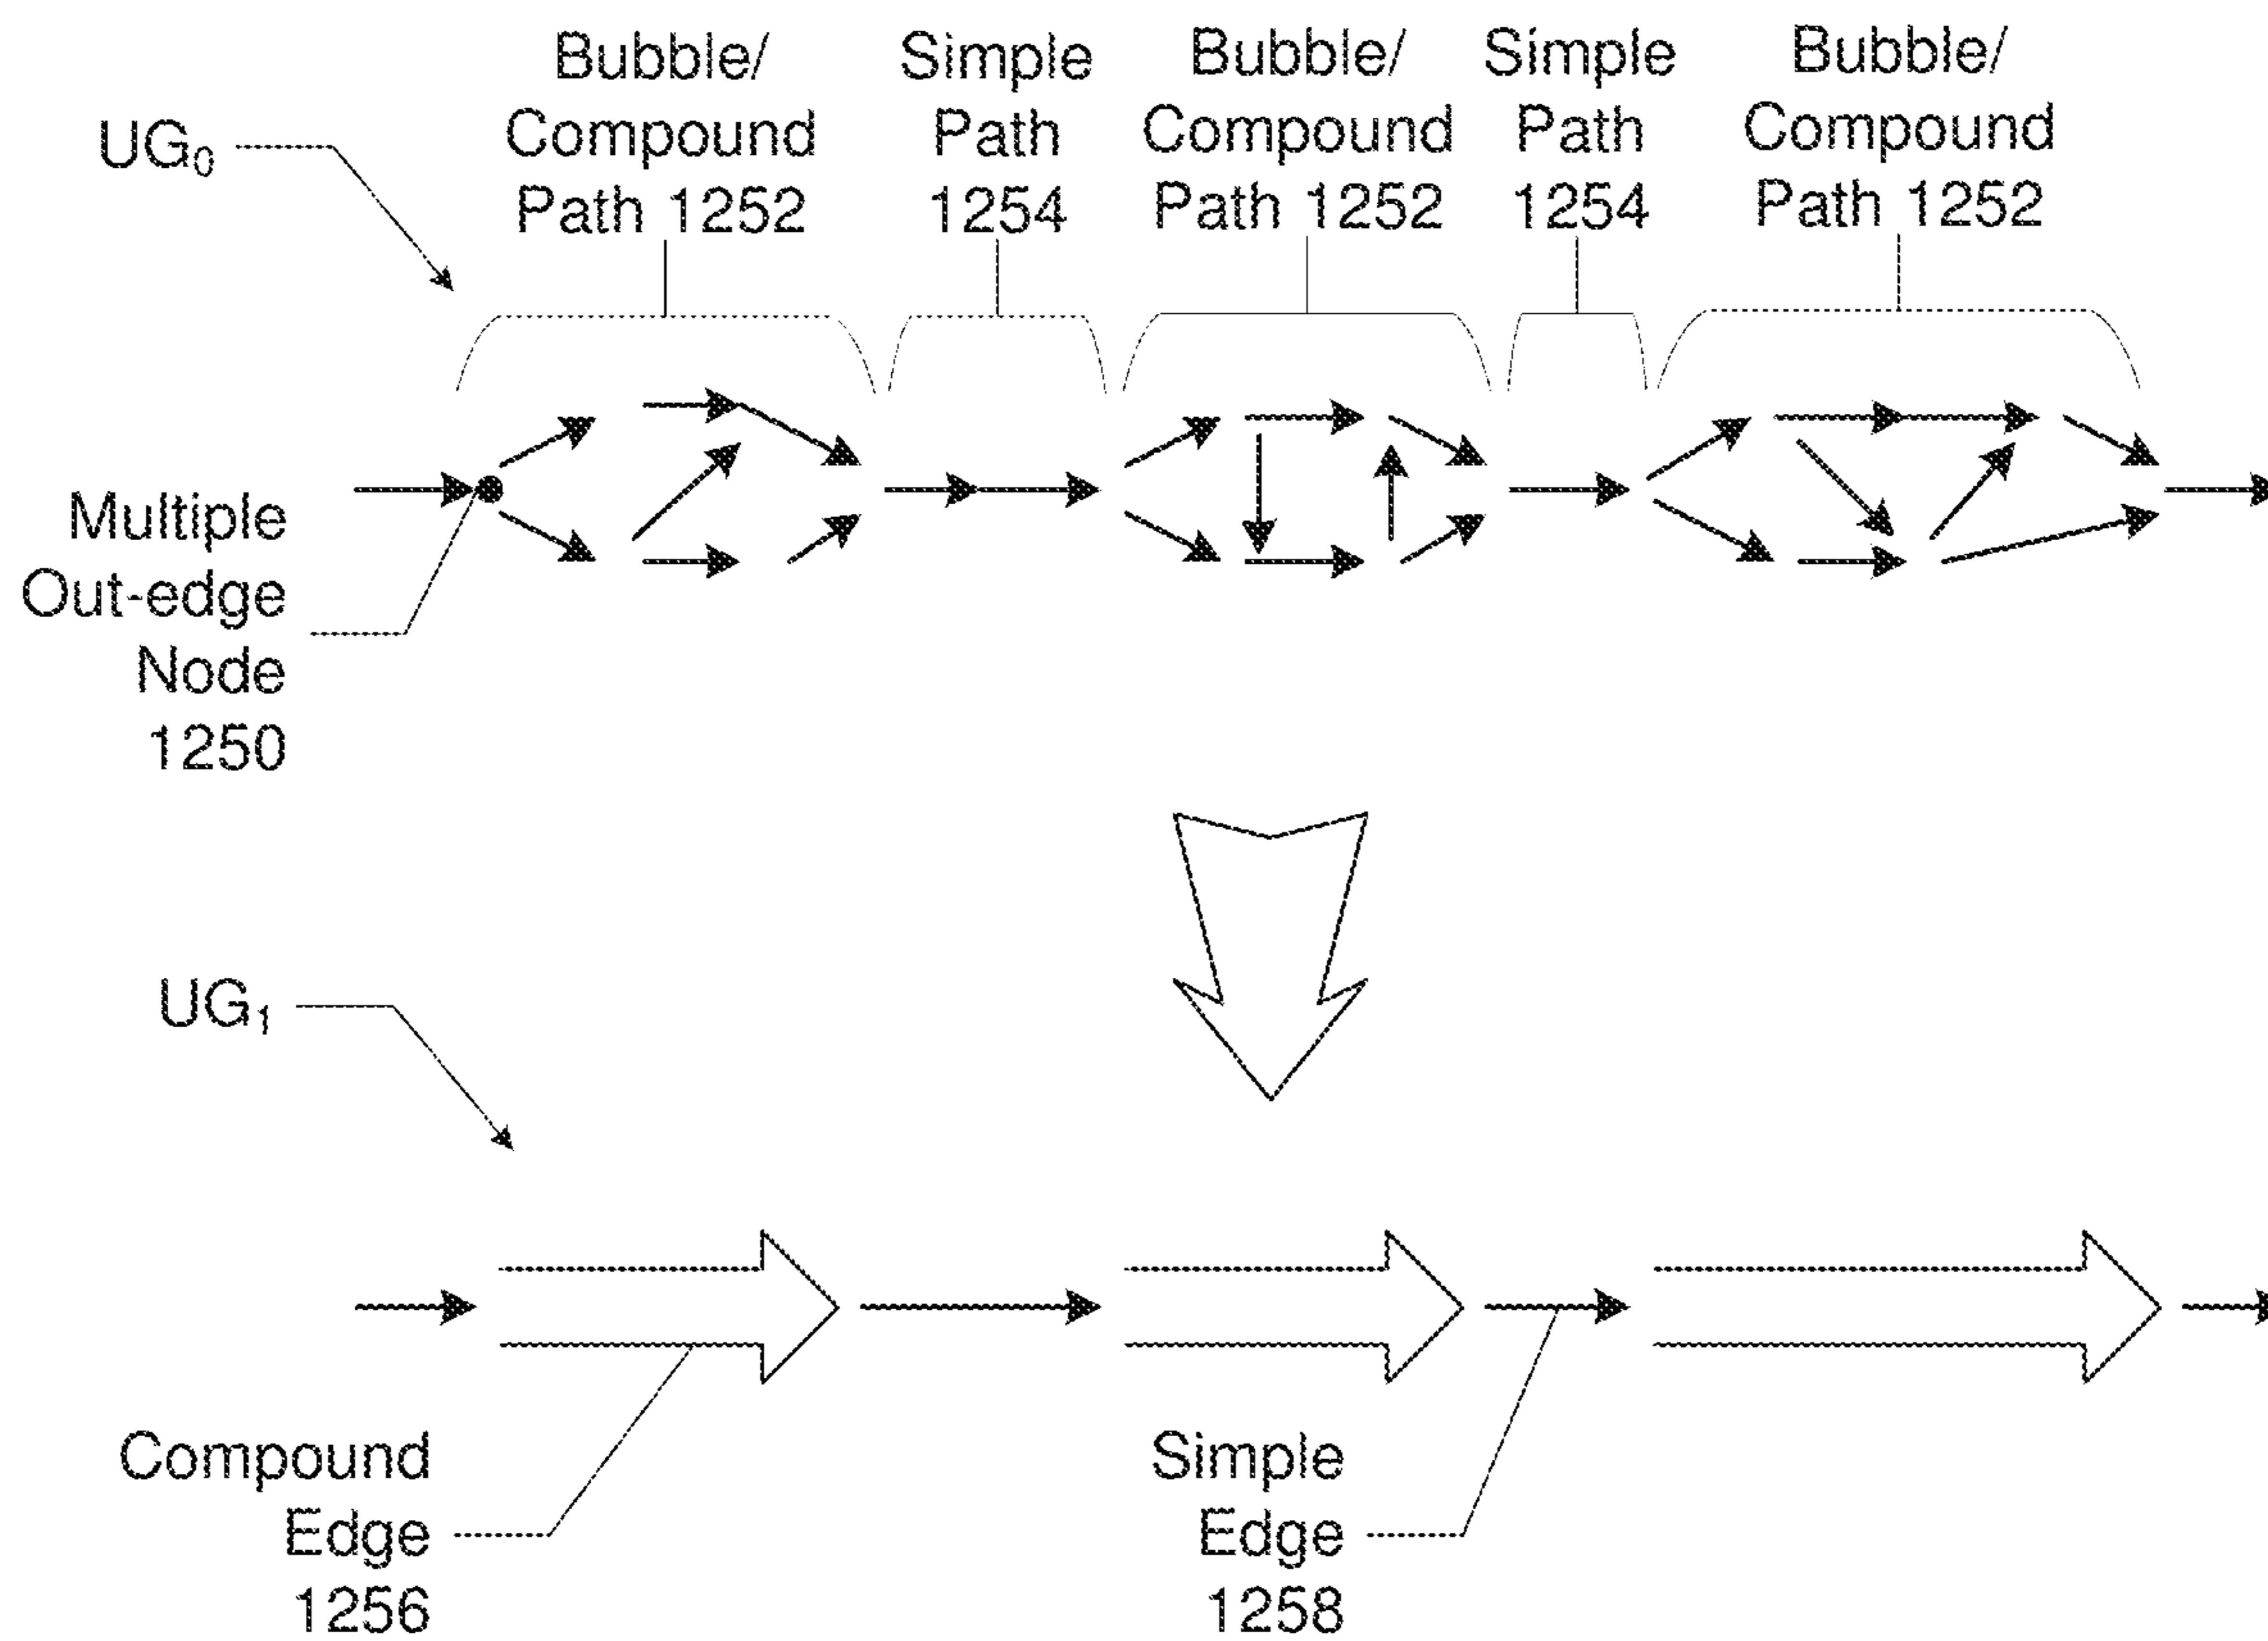 UG₀
Bubble/
Compound
Path 1252
Simple
Path
1254
Bubble/
Compound
Path 1252
Simple
Path
1254
Bubble/
Compound
Path 1252
Multiple
Out-edge
Node
1250
UG₁
Compound
Edge
1256
Simple
Edge
1258